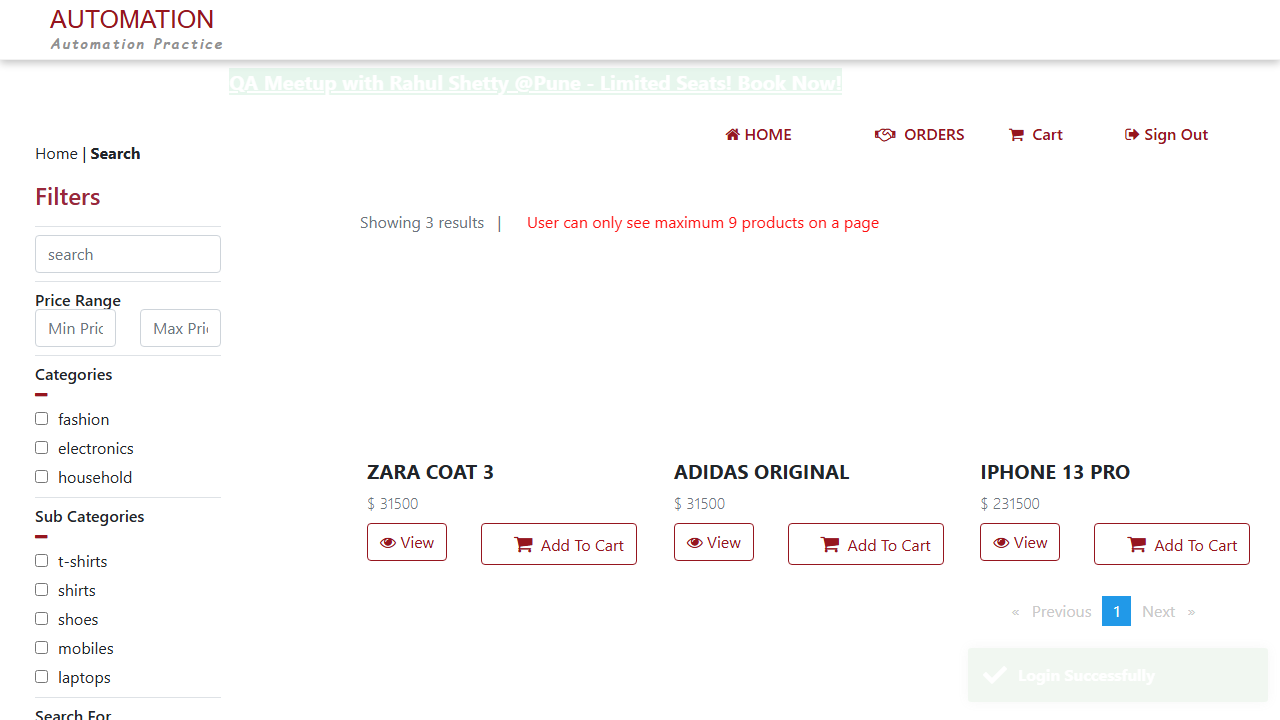 AUTOMATION
Automation Practice
QA Meetup with Rahul Shetty @Pune - Limited Seats! Book Now!
HOME ORDERS Cart Sign Out
Home | Search
Filters
Showing 3 results | User can only see maximum 9 products on a page
search
Price Range
Min Pric Max Pric
Categories
fashion
electronics
household
Sub Categories
t-shirts
shirts
shoes
mobiles
laptops
Search For
ZARA COAT 3
$ 31500
View Add To Cart
ADIDAS ORIGINAL
$ 31500
View Add To Cart
IPHONE 13 PRO
$ 231500
View Add To Cart
« Previous 1 Next »
Login Successfully